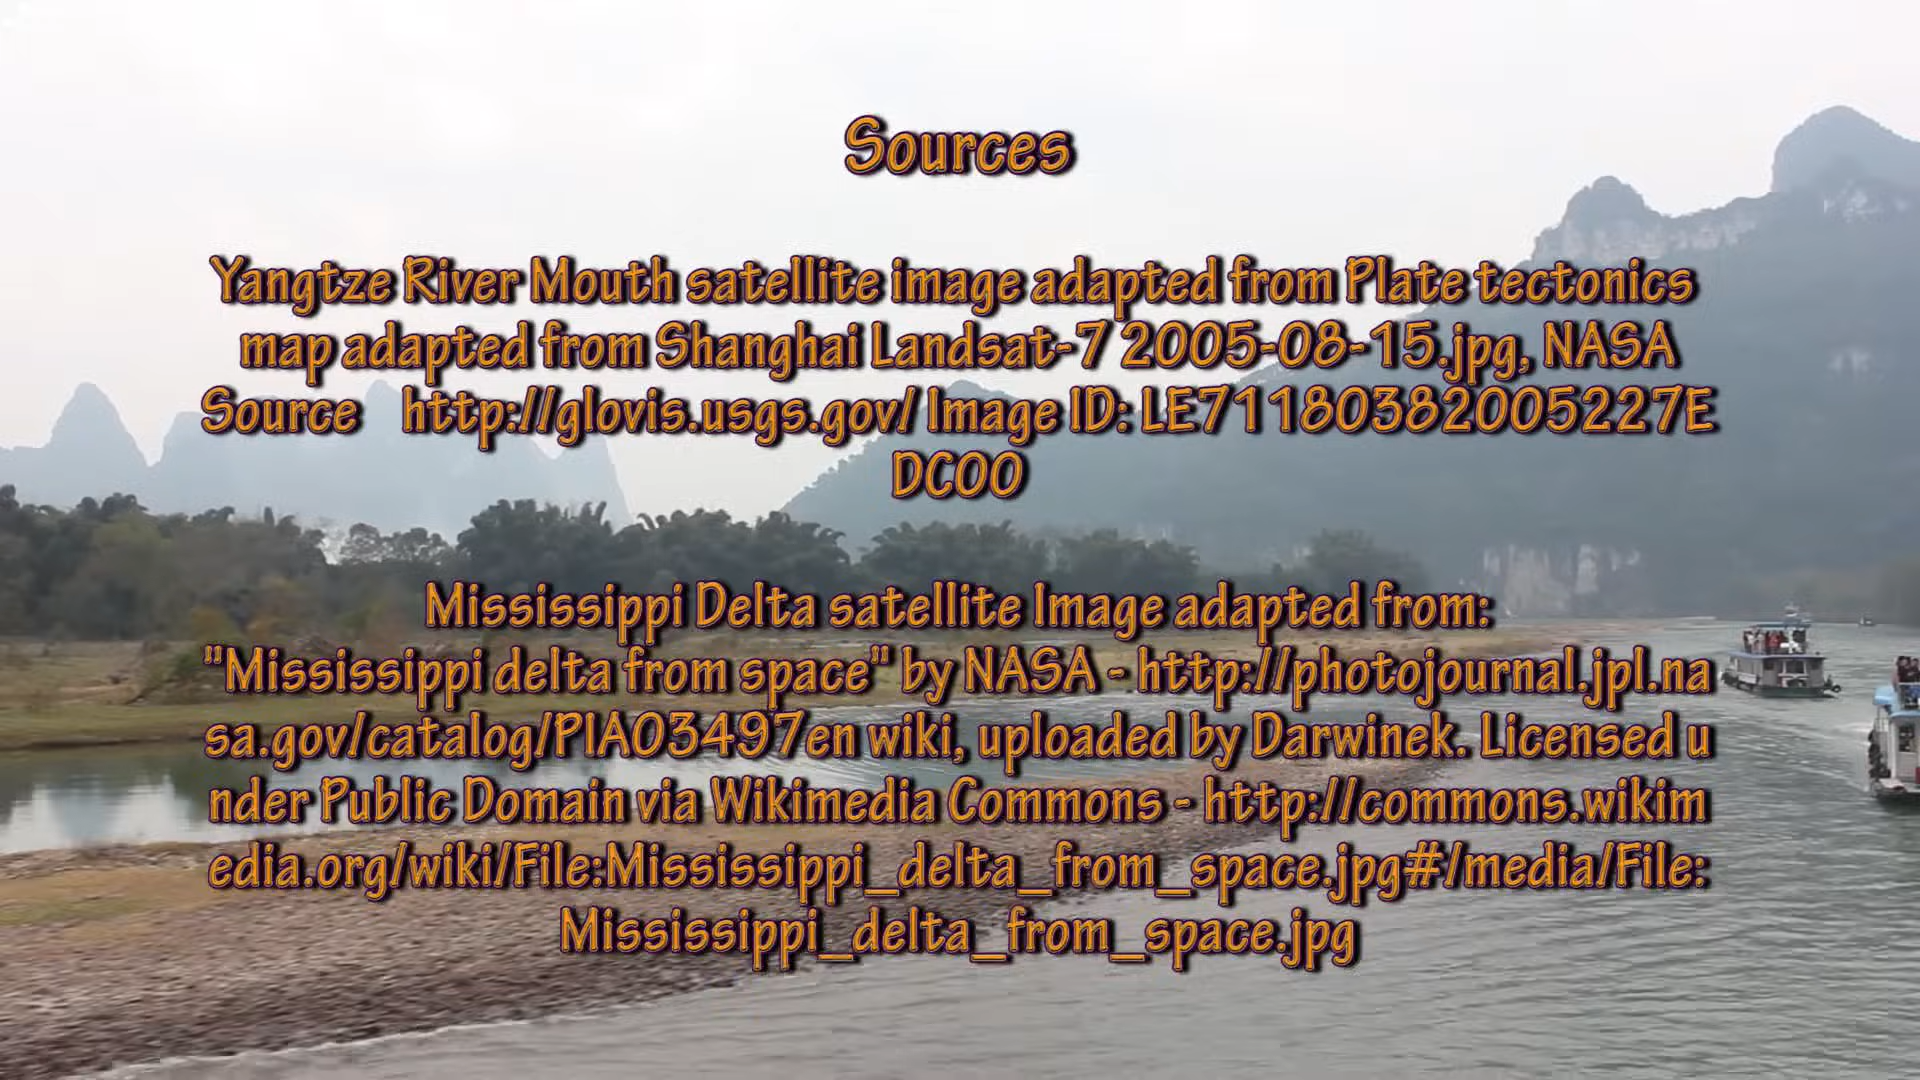 Sources
Yangtze River Mouth satellite image adapted from Plate tectonics
map adapted from Shanghai Landsat-7 2005-08-15.jpg, NASA
Source http://glovis.usgs.gov/ Image ID: LE71180382005227E
DC00
Mississippi Delta satellite Image adapted from:
"Mississippi delta from space" by NASA - http://photojournal.jpl.na
sa.gov/catalog/PIA03497en wiki, uploaded by Darwinek. Licensed u
nder Public Domain via Wikimedia Commons - http://commons.wikim
edia.org/wiki/File:Mississippi_delta_from_space.jpg#/media/File:
Mississippi_delta_from_space.jpg